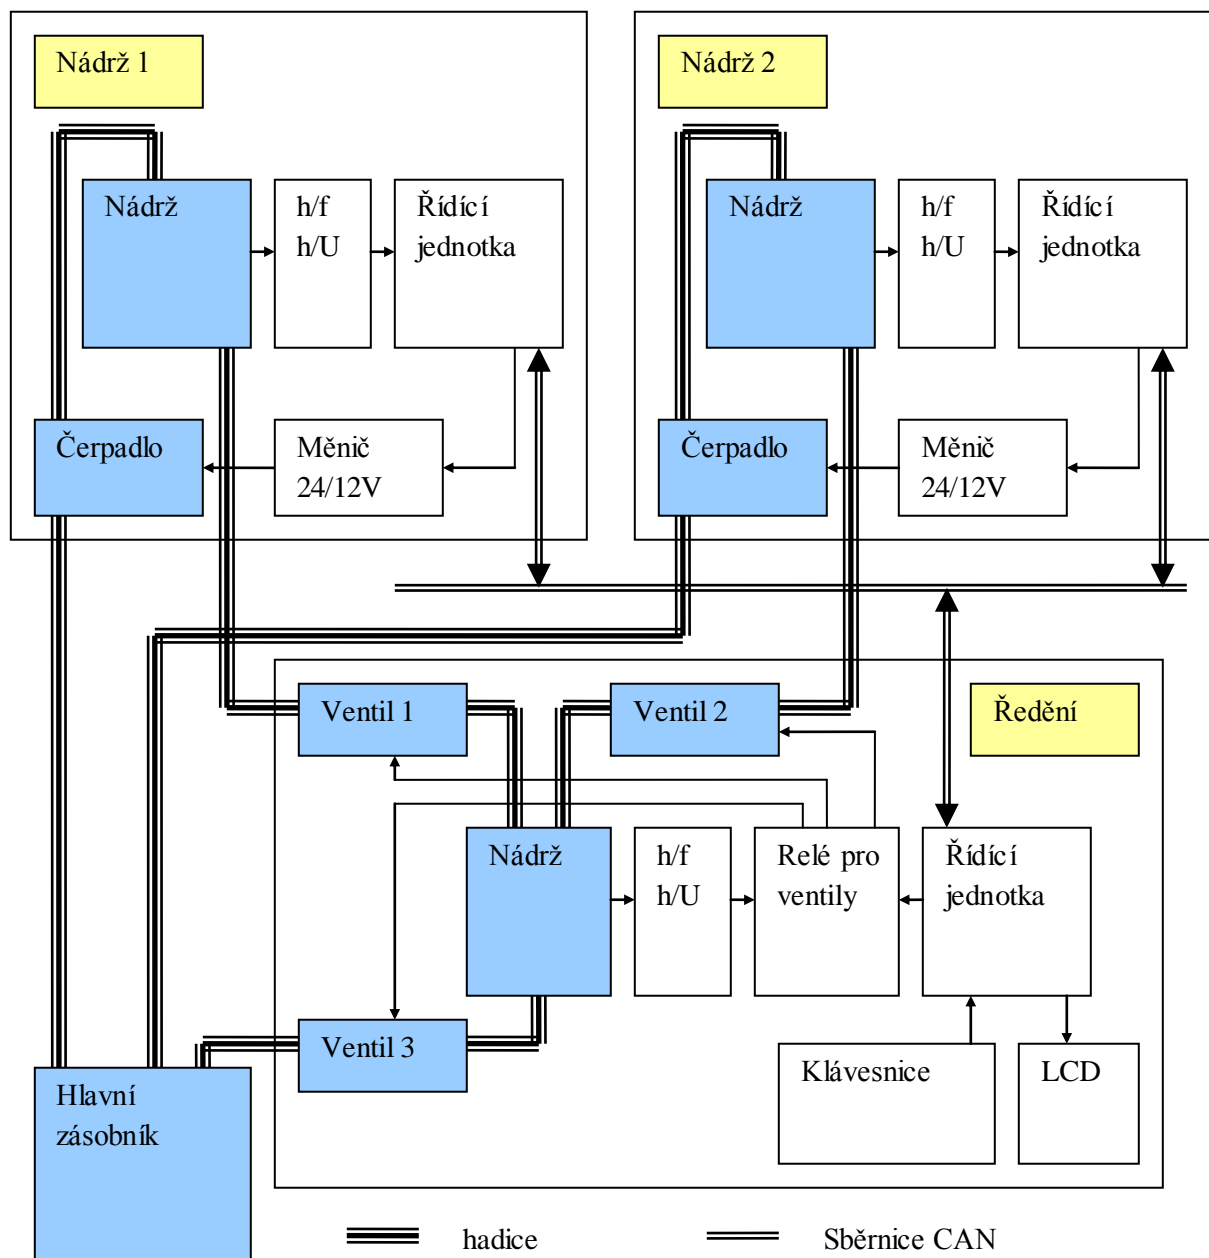 Nádrž 1
Nádrž
h/f
h/U
Řídící
jednotka
Čerpadlo
Měnič
24/12V
Nádrž 2
Nádrž
h/f
h/U
Řídící
jednotka
Čerpadlo
Měnič
24/12V
Ventil 1
Ventil 2
Ředění
Nádrž
h/f
h/U
Relé pro
ventily
Řídící
jednotka
Ventil 3
Klávesnice
LCD
Hlavní
zásobník
hadice
Sběrnice CAN